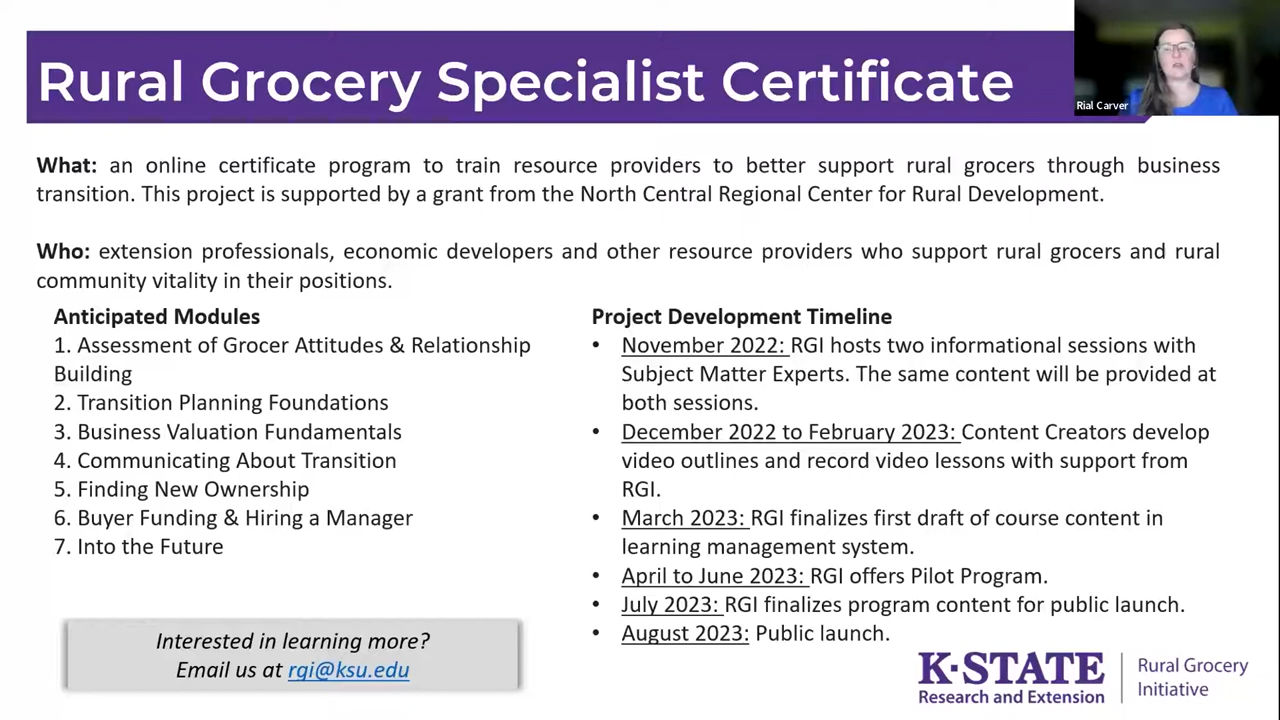 Rural Grocery Specialist Certificate
Rial Carver
What: an online certificate program to train resource providers to better support rural grocers through business
transition. This project is supported by a grant from the North Central Regional Center for Rural Development.
Who: extension professionals, economic developers and other resource providers who support rural grocers and rural
community vitality in their positions.
Anticipated Modules
1. Assessment of Grocer Attitudes & Relationship
Building
2. Transition Planning Foundations
3. Business Valuation Fundamentals
4. Communicating About Transition
5. Finding New Ownership
6. Buyer Funding & Hiring a Manager
7. Into the Future
Interested in learning more?
Email us at rgi@ksu.edu
Project Development Timeline
• November 2022: RGI hosts two informational sessions with
Subject Matter Experts. The same content will be provided at
both sessions.
• December 2022 to February 2023: Content Creators develop
video outlines and record video lessons with support from
RGI.
• March 2023: RGI finalizes first draft of course content in
learning management system.
• April to June 2023: RGI offers Pilot Program.
• July 2023: RGI finalizes program content for public launch.
• August 2023: Public launch.
K-STATE
Research and Extension
Rural Grocery
Initiative